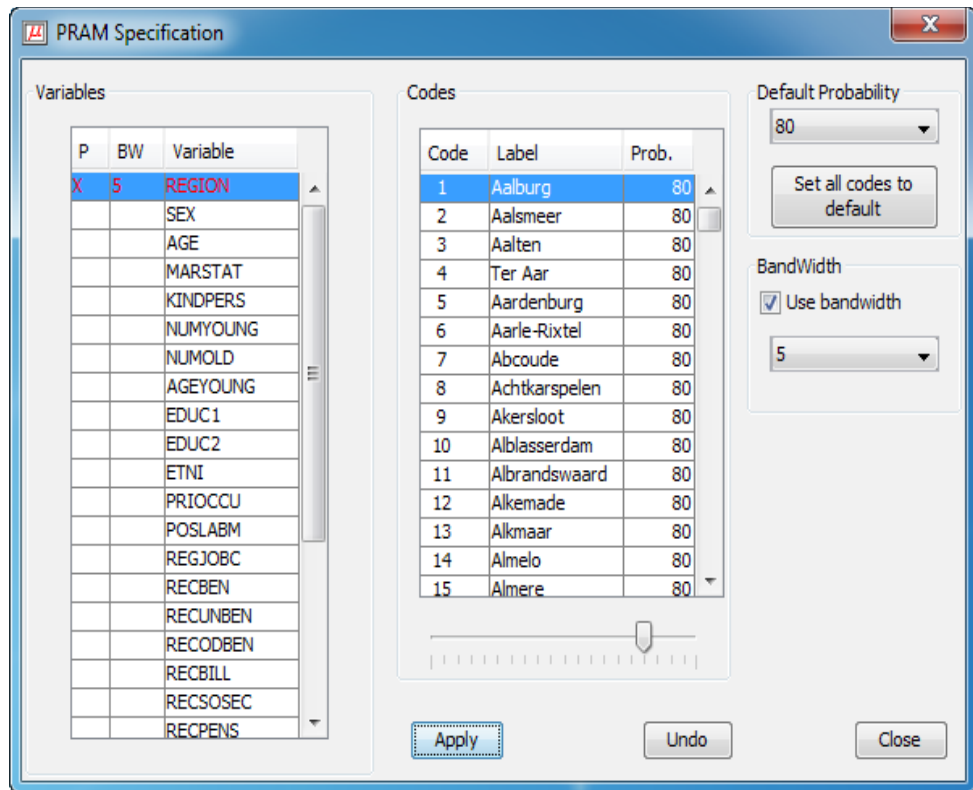 μ PRAM Specification
x
Variables
P BW Variable
X 5 REGION
SEX
AGE
MARSTAT
KINDPERS
NUMYOUNG
NUMOLD
AGEYOUNG
EDUC1
EDUC2
ETNI
PRIOCCU
POSLABM
REGJOBC
RECBEN
RECUNBEN
RECODBEN
RECBILL
RECSOSEC
RECPENS
Codes
Code Label Prob.
1 Aalburg 80
2 Aalsmeer 80
3 Aalten 80
4 Ter Aar 80
5 Aardenburg 80
6 Aarle-Rixtel 80
7 Abcoude 80
8 Achtkarspelen 80
9 Akersloot 80
10 Alblasserdam 80
11 Albrandswaard 80
12 Alkemade 80
13 Alkmaar 80
14 Almelo 80
15 Almere 80
Default Probability
80
Set all codes to
default
BandWidth
Use bandwidth
5
Apply
Undo
Close